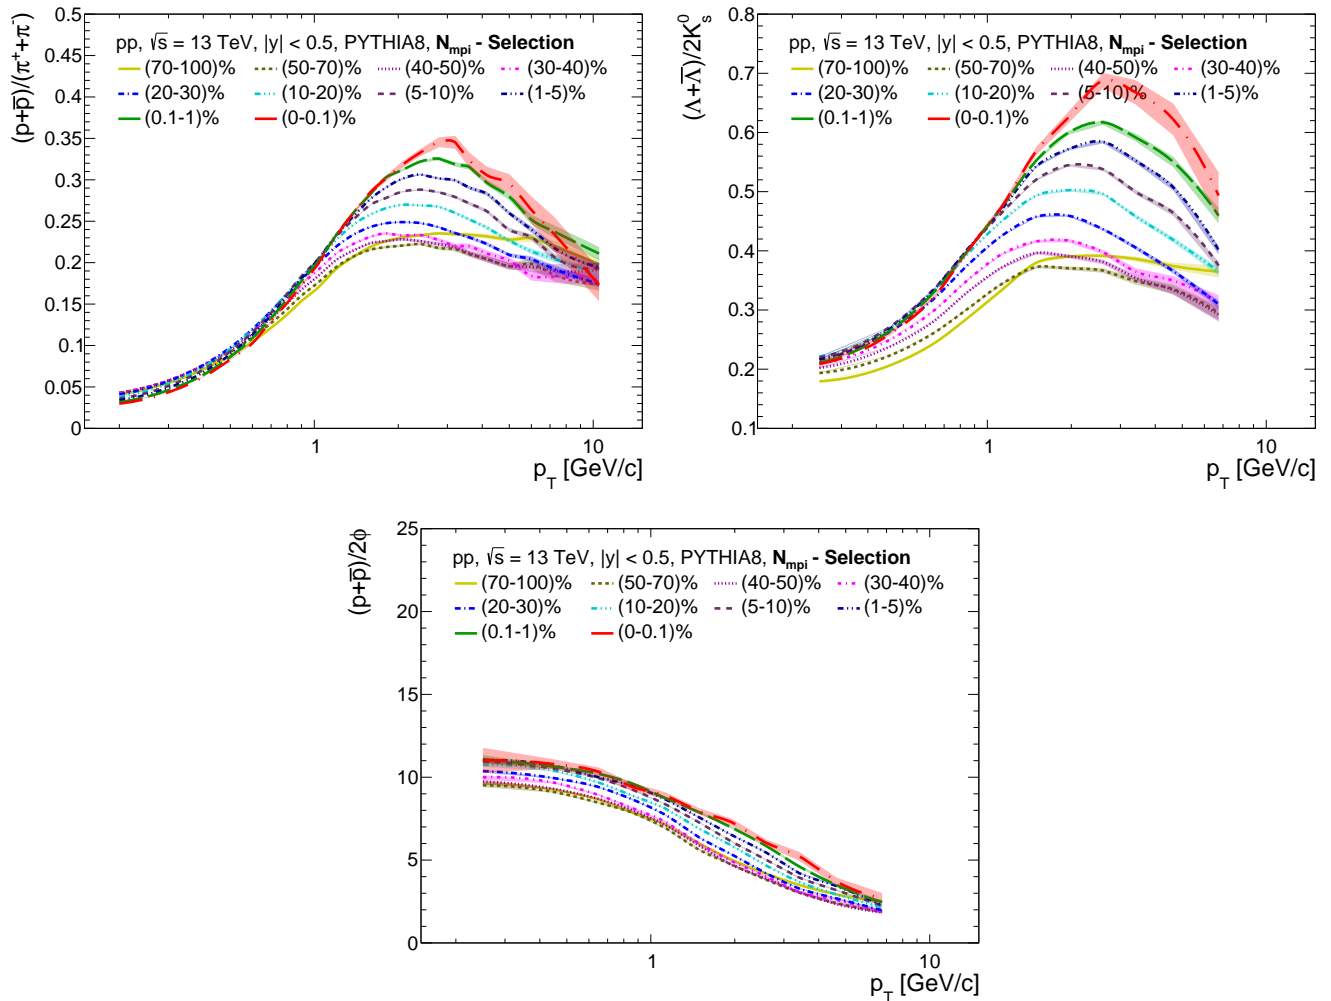 (p+p̅)/(π⁺+π⁻)
0.5
0.45
0.4
0.35
0.3
0.25
0.2
0.15
0.1
0.05
0
pp, √s = 13 TeV, |y| < 0.5, PYTHIA8, N_mpi - Selection
(70-100)% (50-70)% (40-50)% (30-40)%
(20-30)% (10-20)% (5-10)% (1-5)%
(0.1-1)% (0-0.1)%
1 10
p_T [GeV/c]
(Λ+Λ̅)/2K⁰_s
0.8
0.7
0.6
0.5
0.4
0.3
0.2
0.1
pp, √s = 13 TeV, |y| < 0.5, PYTHIA8, N_mpi - Selection
(70-100)% (50-70)% (40-50)% (30-40)%
(20-30)% (10-20)% (5-10)% (1-5)%
(0.1-1)% (0-0.1)%
1 10
p_T [GeV/c]
(p+p̅)/2ϕ
25
20
15
10
5
0
pp, √s = 13 TeV, |y| < 0.5, PYTHIA8, N_mpi - Selection
(70-100)% (50-70)% (40-50)% (30-40)%
(20-30)% (10-20)% (5-10)% (1-5)%
(0.1-1)% (0-0.1)%
1 10
p_T [GeV/c]